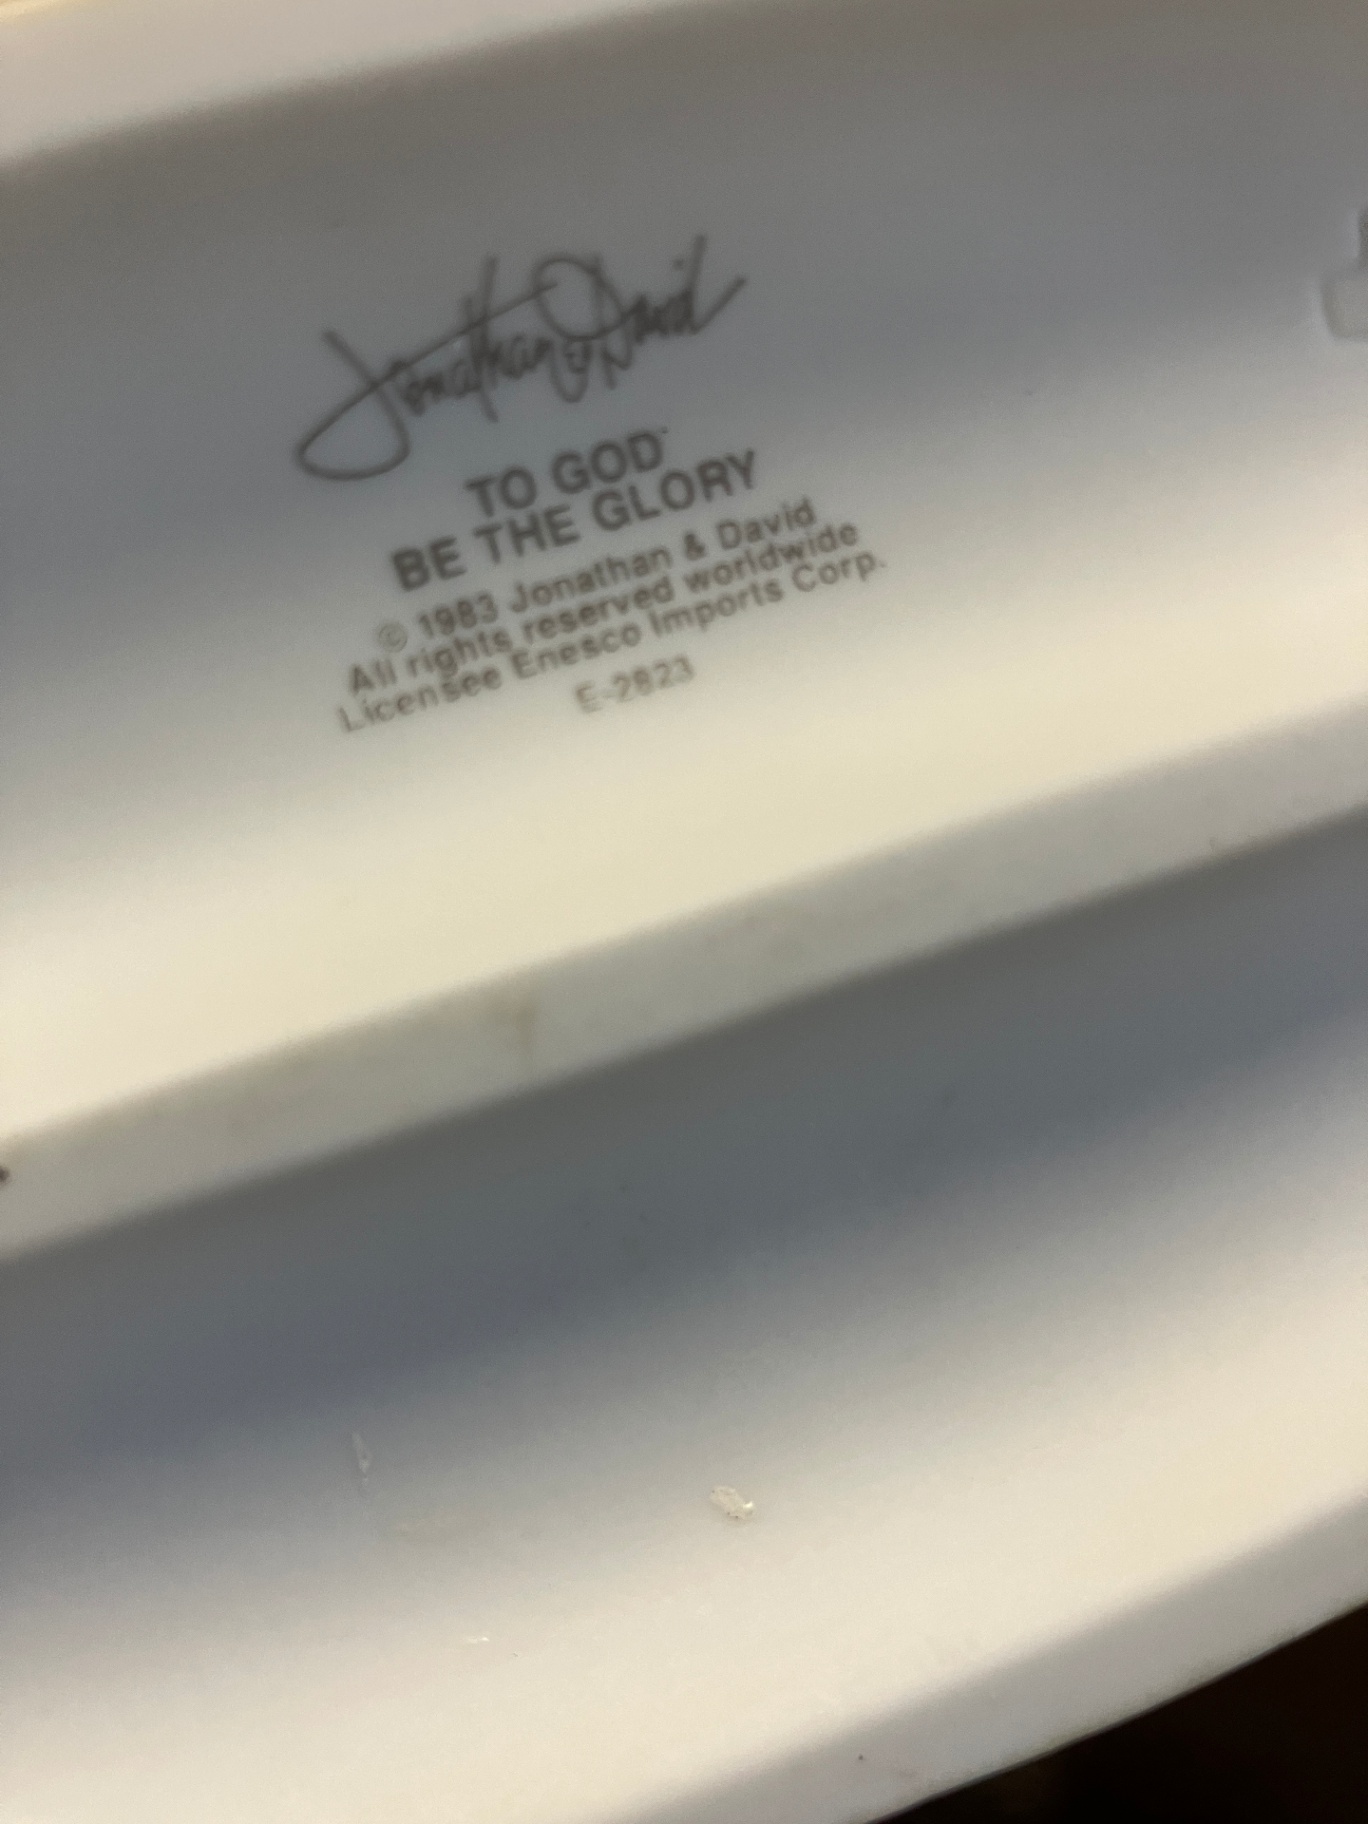 Jonathan & David
TO GOD
BE THE GLORY
© 1983 Jonathan & David
All rights reserved worldwide
Licensee Enesco Imports Corp.
E-2823